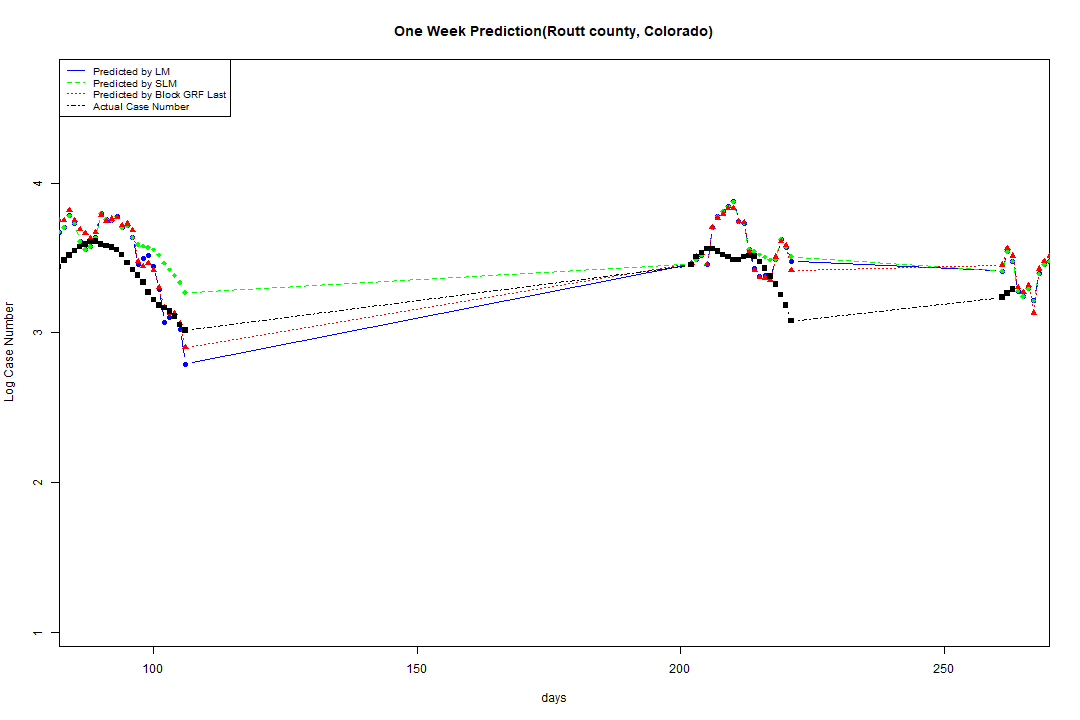 One Week Prediction(Routt county, Colorado)
Predicted by LM
Predicted by SLM
Predicted by Block GRF Last
Actual Case Number
4
3
2
1
Log Case Number
100 150 200 250
days